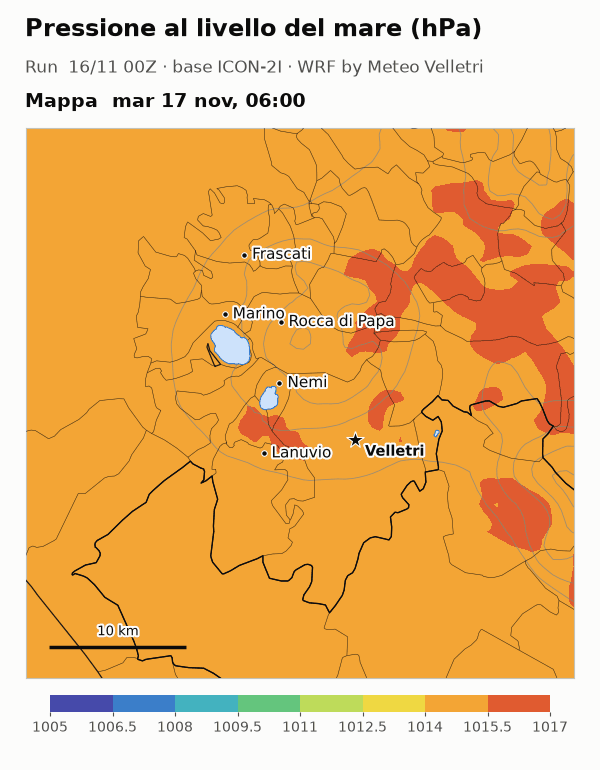 Pressione al livello del mare (hPa)
Run  16/11 00Z · base ICON-2I · WRF by Meteo Velletri
Mappa  mar 17 nov, 06:00
Frascati
Marino
Rocca di Papa
Nemi
Velletri
Lanuvio
10 km
1005 1006.5 1008 1009.5 1011 1012.5 1014 1015.5 1017